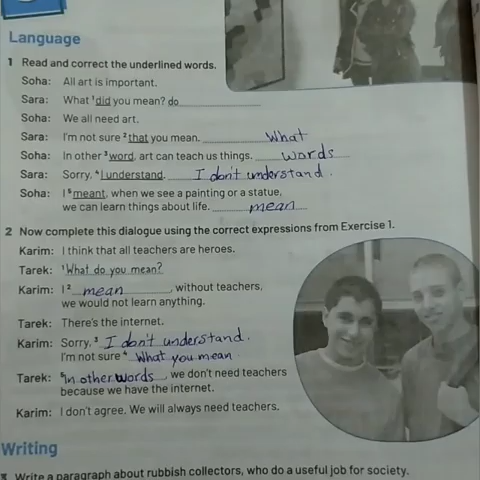 Language
1 Read and correct the underlined words.
Soha: All art is important.
Sara: What ¹did you mean? do
Soha: We all need art.
Sara: I'm not sure ²that you mean. What
Soha: In other ³word, art can teach us things. words
Sara: Sorry, ⁴I understand. I don't understand.
Soha: I ⁵meant, when we see a painting or a statue,
we can learn things about life. mean
2 Now complete this dialogue using the correct expressions from Exercise 1.
Karim: I think that all teachers are heroes.
Tarek: ¹What do you mean?
Karim: I ² mean, without teachers,
we would not learn anything.
Tarek: There's the internet.
Karim: Sorry, ³ I don't understand.
I'm not sure ⁴ What you mean
Tarek: ⁵In other words, we don't need teachers
because we have the internet.
Karim: I don't agree. We will always need teachers.
Writing
3 Write a paragraph about rubbish collectors, who do a useful job for society.